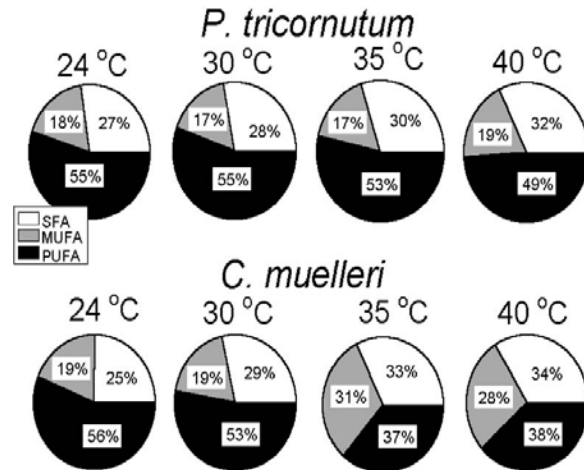 P. tricornutum
24 °C 30 °C 35 °C 40 °C
18% 27% 17% 28% 17% 30% 19% 32%
55% 55% 53% 49%
SFA
MUFA
PUFA
C. muelleri
24 °C 30 °C 35 °C 40 °C
19% 25% 19% 29% 31% 33% 28% 34%
56% 53% 37% 38%